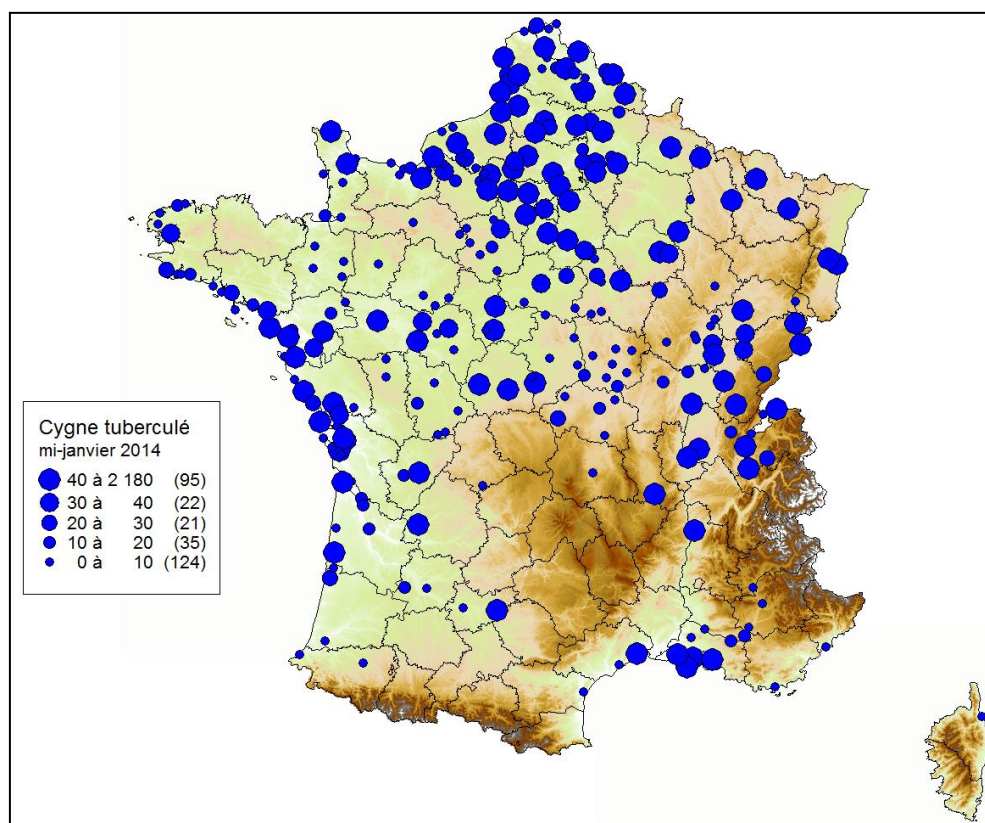 Cygne tuberculé
mi-janvier 2014
40 à 2 180 (95)
30 à 40 (22)
20 à 30 (21)
10 à 20 (35)
0 à 10 (124)